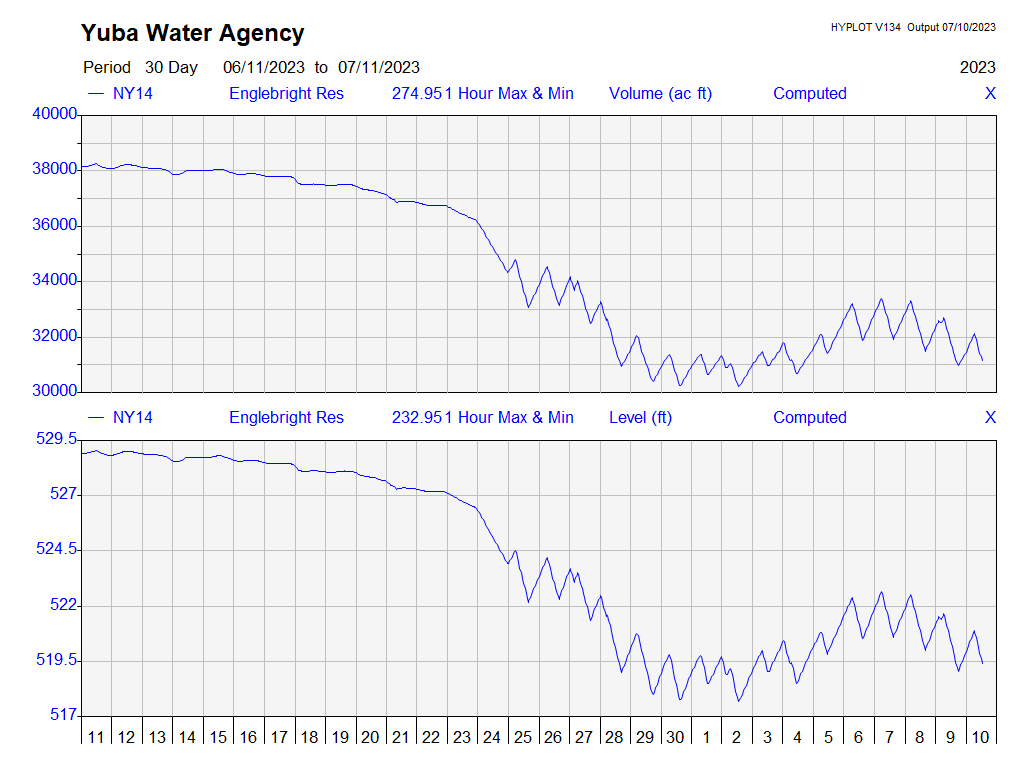 Yuba Water Agency
HYPLOT V134 Output 07/10/2023
Period 30 Day 06/11/2023 to 07/11/2023
2023
NY14 Englebright Res 274.951 Hour Max & Min Volume (ac ft) Computed X
40000
38000
36000
34000
32000
30000
NY14 Englebright Res 232.951 Hour Max & Min Level (ft) Computed X
529.5
527
524.5
522
519.5
517
11 12 13 14 15 16 17 18 19 20 21 22 23 24 25 26 27 28 29 30 1 2 3 4 5 6 7 8 9 10